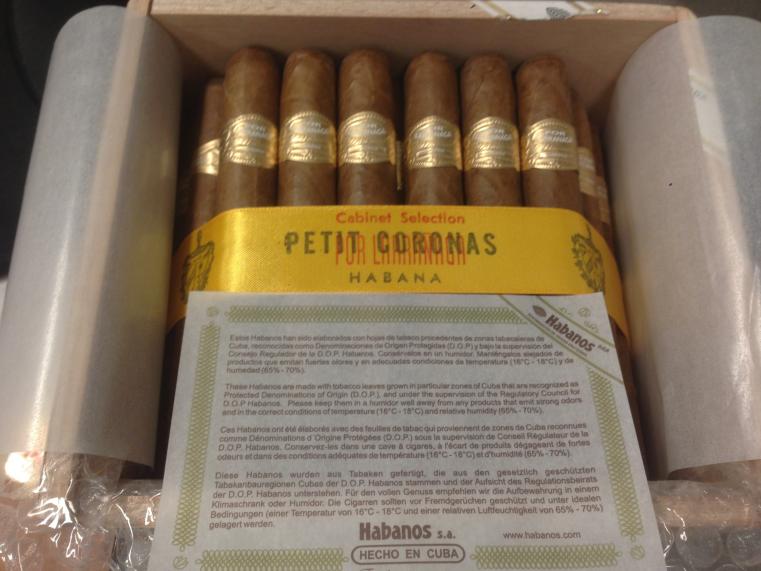 POR LARRAÑAGA
Cabinet Selection
PETIT CORONAS
POR LARRAÑAGA
HABANA
Habanos s.a.
Estos Habanos han sido elaborados con hojas de tabaco procedentes de zonas tabacaleras de
Cuba, reconocidas como Denominaciones de Origen Protegidas (D.O.P.) y bajo la supervisión del
Consejo Regulador de la D.O.P. Habanos. Consérvelos en un humidor. Manténgalos alejados de
productos que emitan fuertes olores y en adecuadas condiciones de temperatura (16°C - 18°C) y de
humedad (65% - 70%).
These Habanos are made with tobacco leaves grown in particular zones of Cuba that are recognized as
Protected Denominations of Origin (D.O.P.), and under the supervision of the Regulatory Council for
D.O.P Habanos. Please keep them in a humidor well away from any products that emit strong odors
and in the correct conditions of temperature (16°C - 18°C) and relative humidity (65% - 70%).
Ces Habanos ont été élaborés avec des feuilles de tabac qui proviennent de zones de Cuba reconnues
comme Dénominations d'Origine Protégées (D.O.P.) sous la supervision de Conseil Régulateur de la
D.O.P. Habanos. Conservez-les dans une cave à cigares, à l'écart de produits dégageant de fortes
odeurs et dans des conditions adéquates de température (16°C - 18°C) et d'humidité (65% -70%).
Diese Habanos wurden aus Tabaken gefertigt, die aus den gesetzlich geschützten
Tabakanbauregionen Cubas der D.O.P. Habanos stammen und der Aufsicht des Regulationsbeirats
der D.O.P. Habanos unterstehen. Für den vollen Genuss empfehlen wir die Aufbewahrung in einem
Klimaschrank oder Humidor. Die Cigarren sollten vor Fremdgerüchen geschützt und unter idealen
Bedingungen (einer Temperatur von 16°C - 18°C und einer relativen Luftfeuchtigkeit von 65% - 70%)
gelagert werden.
Habanos s.a.
www.habanos.com
HECHO EN CUBA